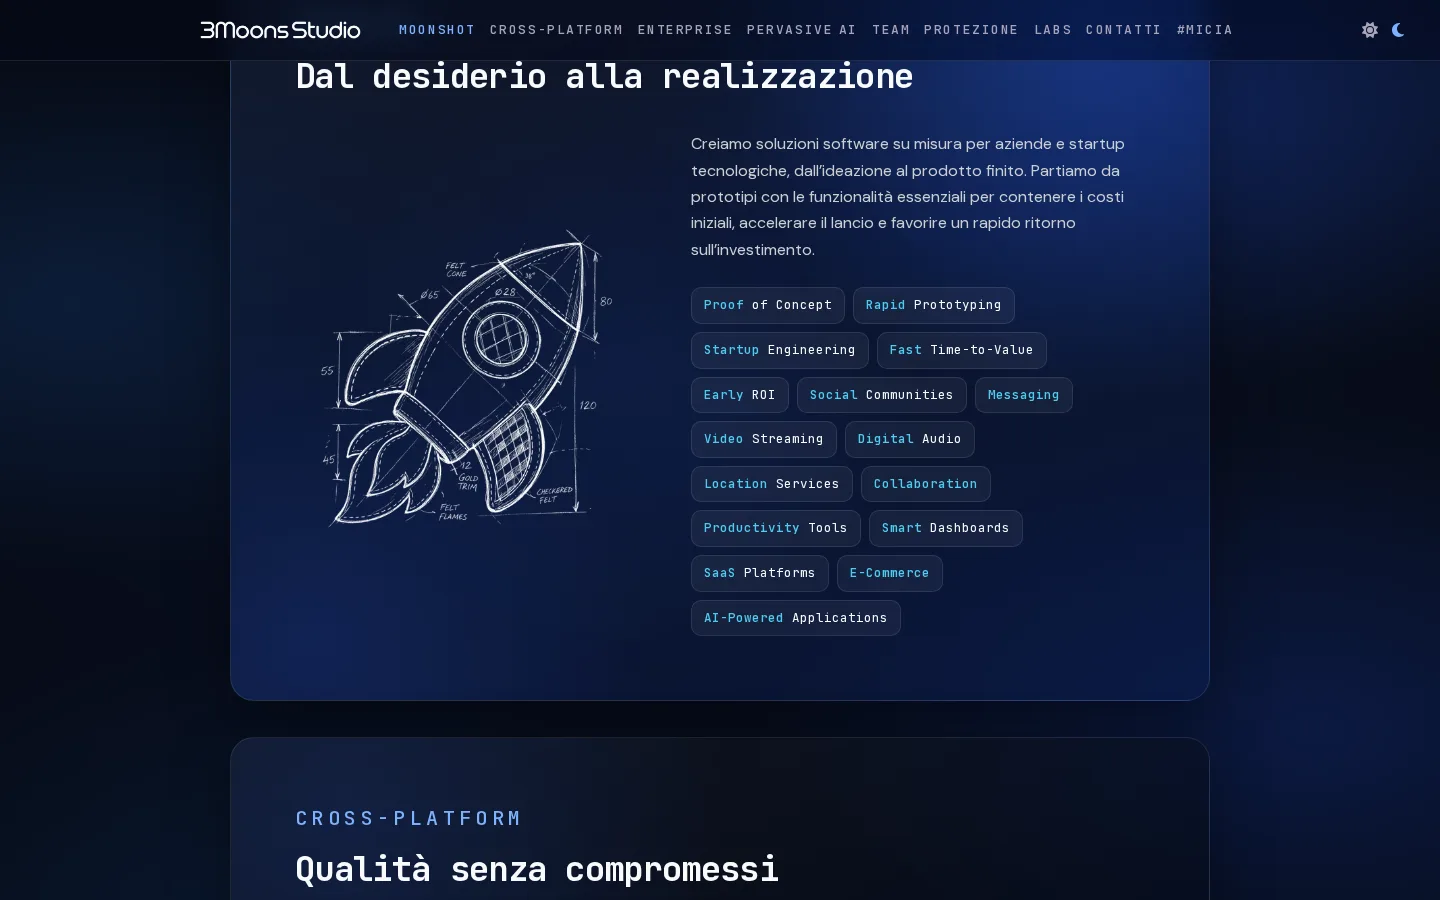 3MoonsStudio MOONSHOT CROSS-PLATFORM ENTERPRISE PERVASIVE AI TEAM PROTEZIONE LABS CONTATTI #MICIA
Dal desiderio alla realizzazione
Creiamo soluzioni software su misura per aziende e startup
tecnologiche, dall'ideazione al prodotto finito. Partiamo da
prototipi con le funzionalità essenziali per contenere i costi
iniziali, accelerare il lancio e favorire un rapido ritorno
sull'investimento.
FELT
CONE
Ø65
Ø28
38°
80
55
120
45
12
GOLD
TRIM
CHECKERED
FELT
FELT
FLAMES
Proof of Concept Rapid Prototyping
Startup Engineering Fast Time-to-Value
Early ROI Social Communities Messaging
Video Streaming Digital Audio
Location Services Collaboration
Productivity Tools Smart Dashboards
SaaS Platforms E-Commerce
AI-Powered Applications
CROSS-PLATFORM
Qualità senza compromessi